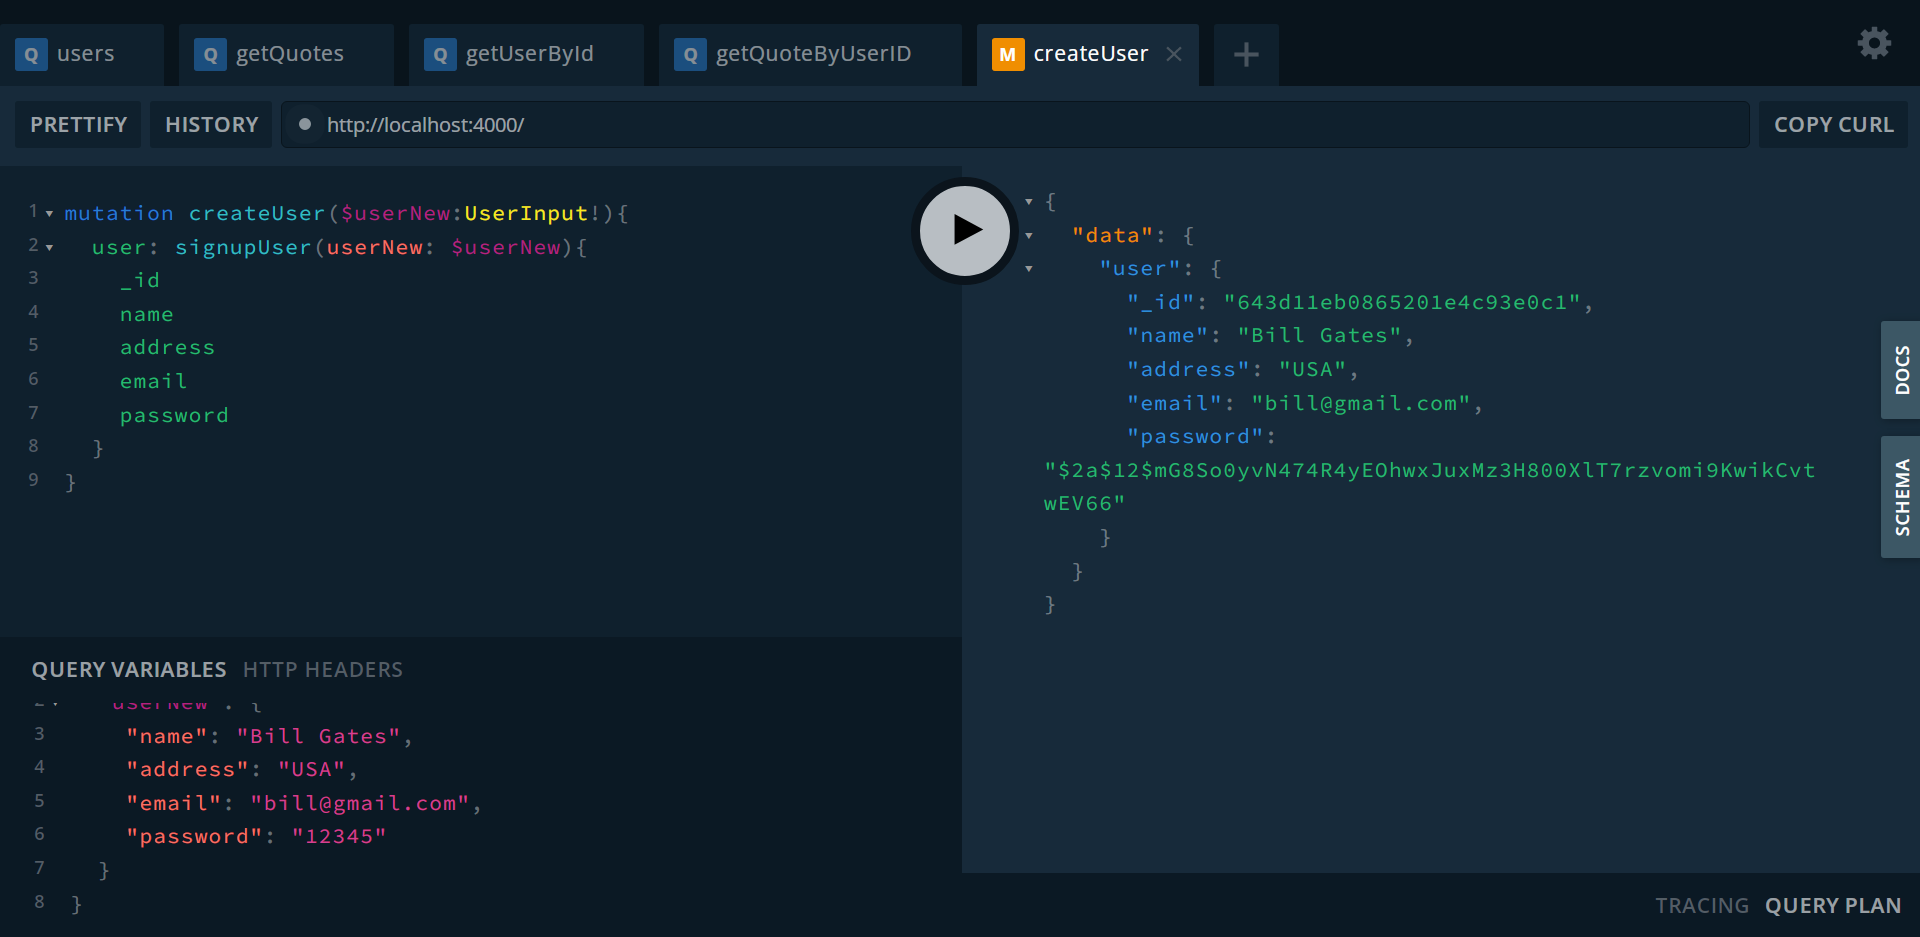 Q users Q getQuotes Q getUserById Q getQuoteByUserID M createUser
PRETTIFY HISTORY http://localhost:4000/ COPY CURL
1 mutation createUser($userNew:UserInput!){
2 user: signupUser(userNew: $userNew){
3 _id
4 name
5 address
6 email
7 password
8 }
9 }
{
"data": {
"user": {
"_id": "643d11eb0865201e4c93e0c1",
"name": "Bill Gates",
"address": "USA",
"email": "bill@gmail.com",
"password":
"$2a$12$mG8So0yvN474R4yEOhwxJuxMz3H800XlT7rzvomi9KwikCvt
wEV66"
}
}
}
DOCS
SCHEMA
QUERY VARIABLES HTTP HEADERS
2 "userNew": {
3 "name": "Bill Gates",
4 "address": "USA",
5 "email": "bill@gmail.com",
6 "password": "12345"
7 }
8 }
TRACING QUERY PLAN